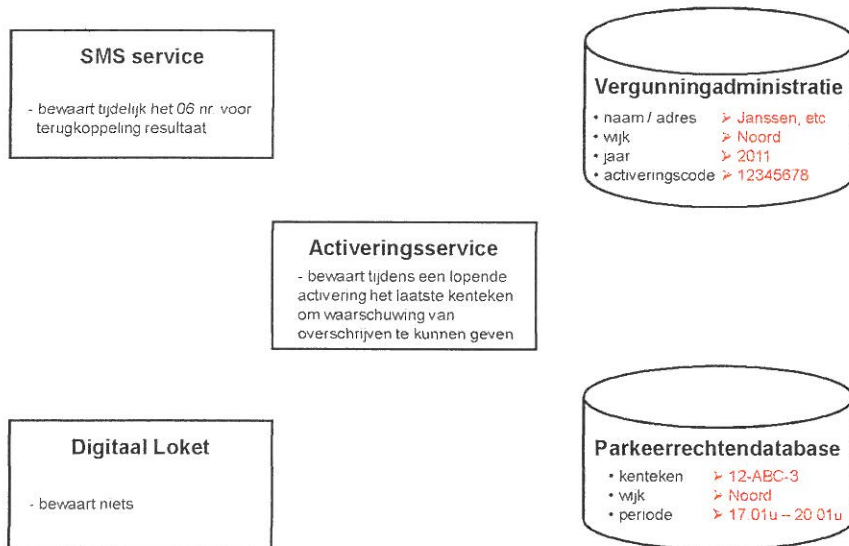 SMS service
- bewaart tijdelijk het 06 nr. voor
terugkoppeling resultaat
Vergunningadministratie
• naam / adres ➢ Janssen, etc
• wijk ➢ Noord
• jaar ➢ 2011
• activeringscode ➢ 12345678
Activeringsservice
- bewaart tijdens een lopende
activering het laatste kenteken
om waarschuwing van
overschrijven te kunnen geven
Digitaal Loket
- bewaart niets
Parkeerrechtendatabase
• kenteken ➢ 12-ABC-3
• wijk ➢ Noord
• periode ➢ 17.01u – 20.01u